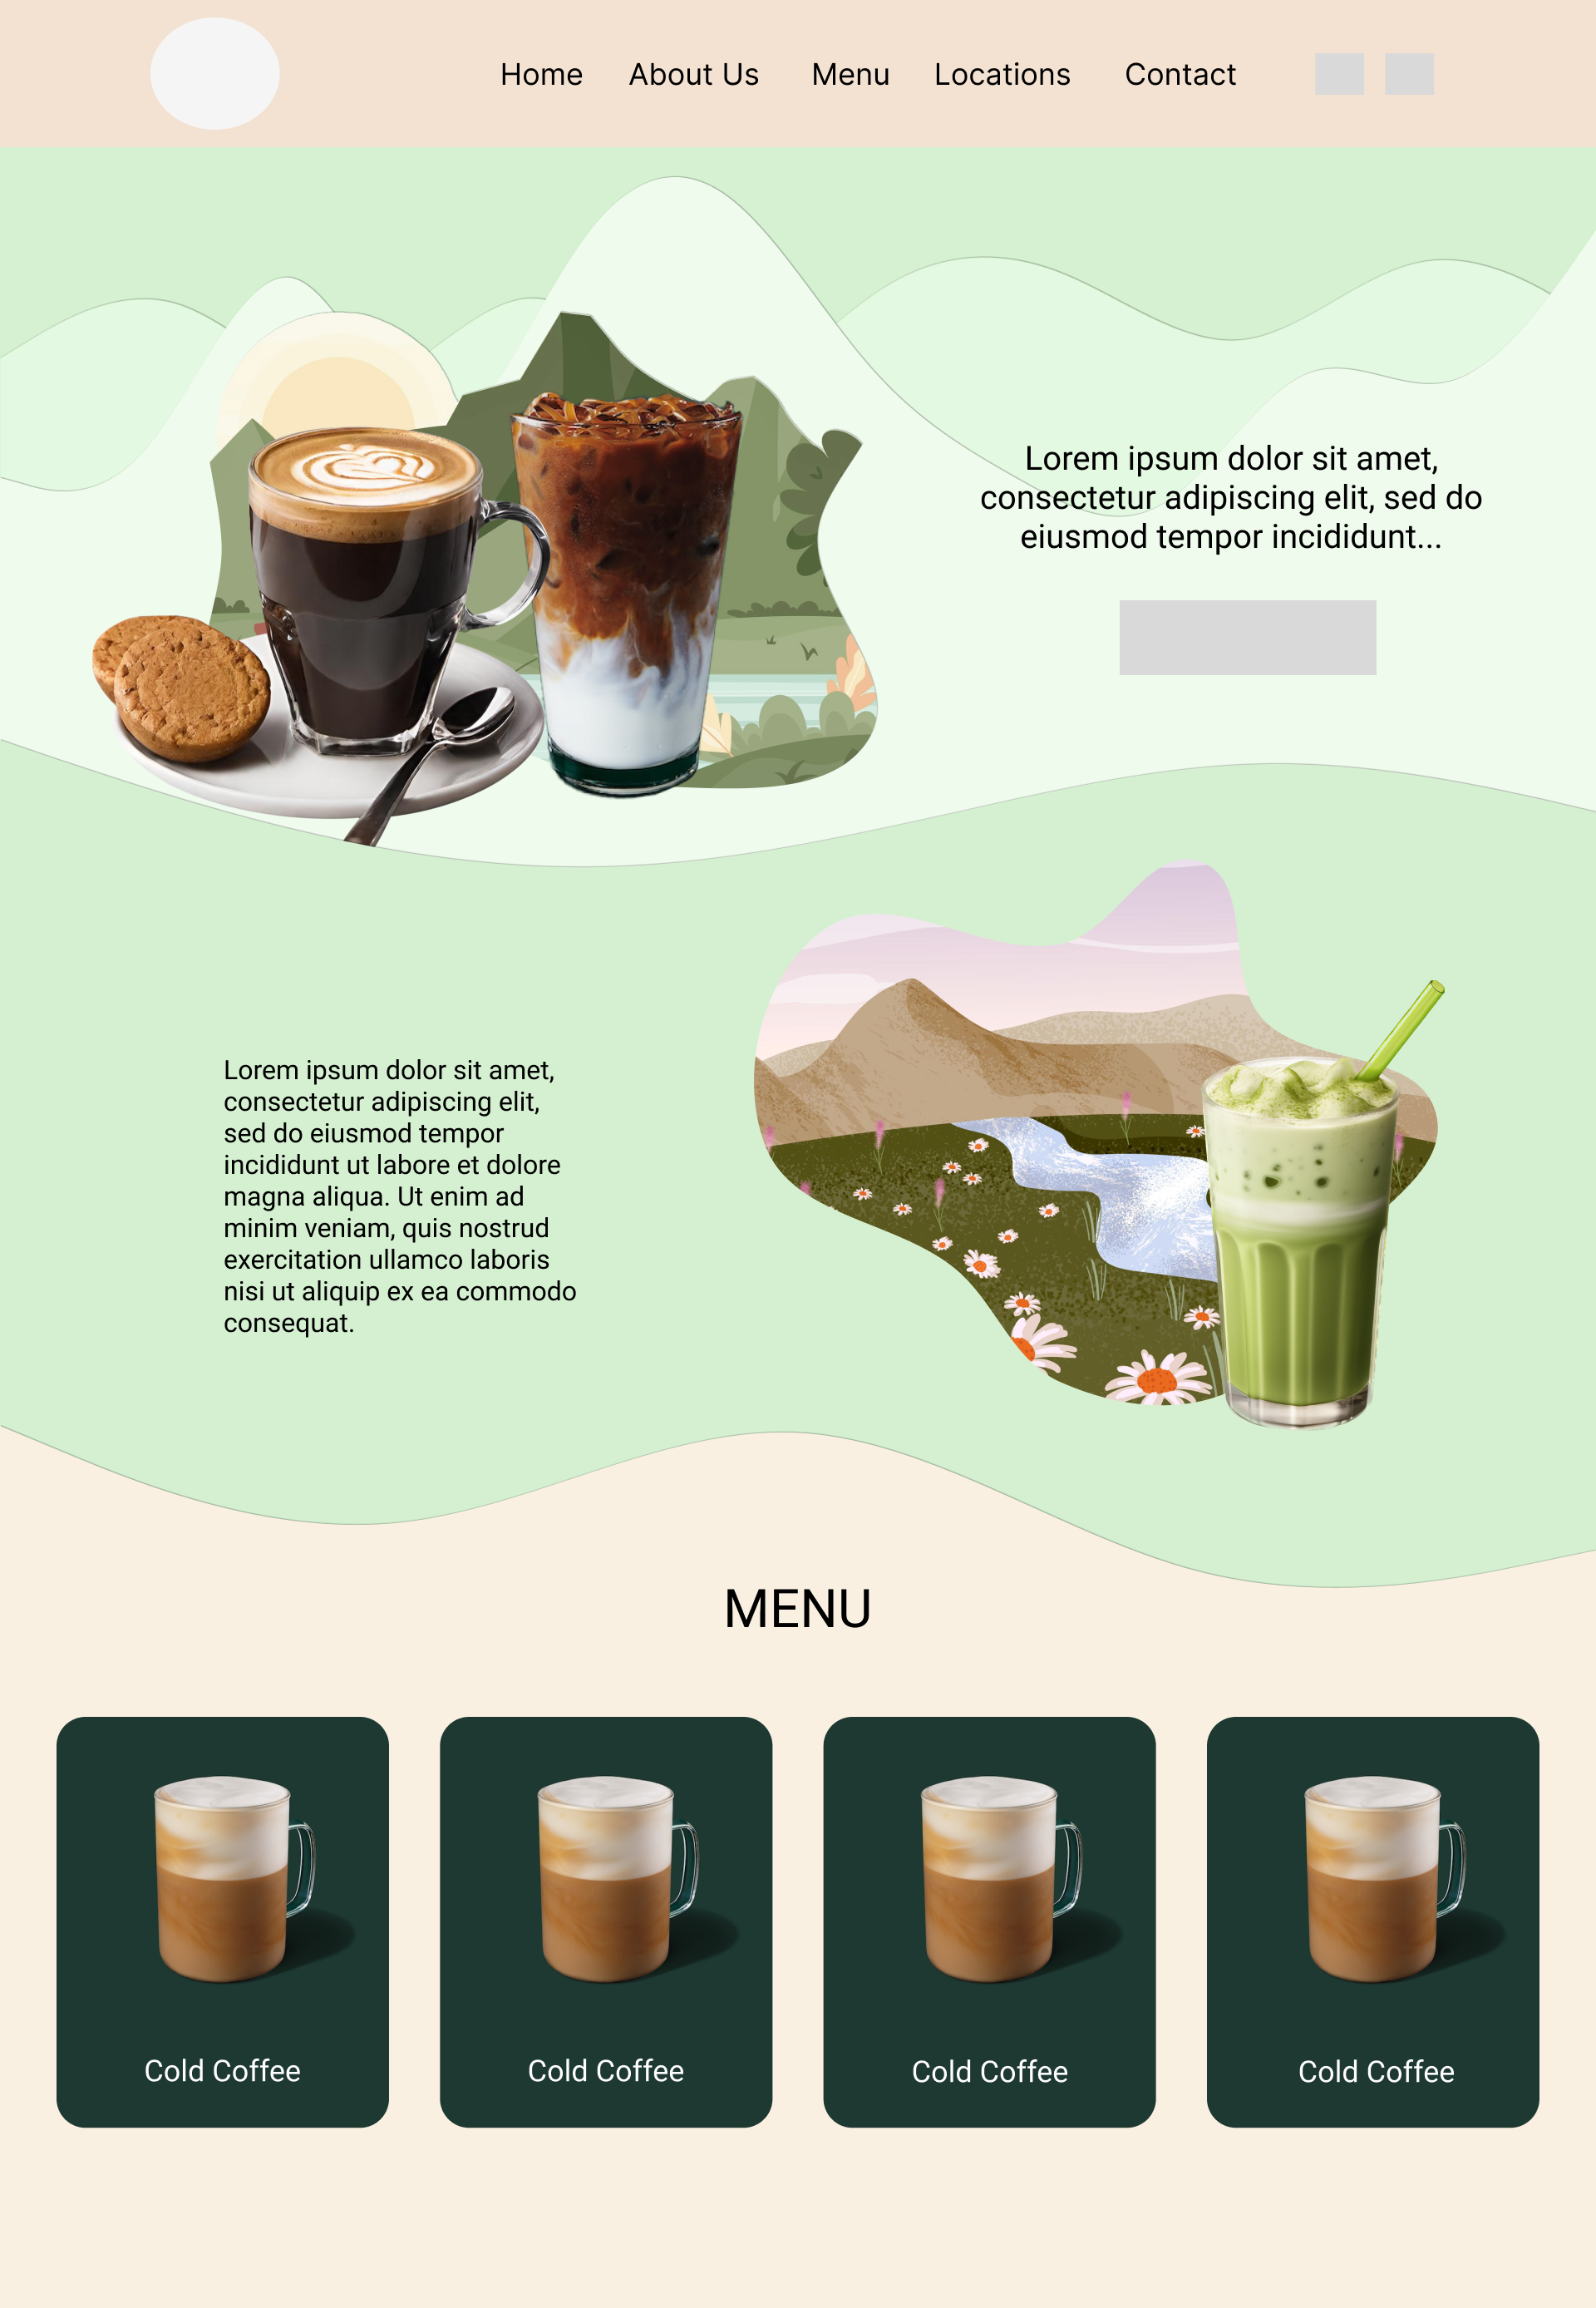 Home About Us Menu Locations Contact
Lorem ipsum dolor sit amet,
consectetur adipiscing elit, sed do
eiusmod tempor incididunt...
Lorem ipsum dolor sit amet,
consectetur adipiscing elit,
sed do eiusmod tempor
incididunt ut labore et dolore
magna aliqua. Ut enim ad
minim veniam, quis nostrud
exercitation ullamco laboris
nisi ut aliquip ex ea commodo
consequat.
MENU
Cold Coffee Cold Coffee Cold Coffee Cold Coffee